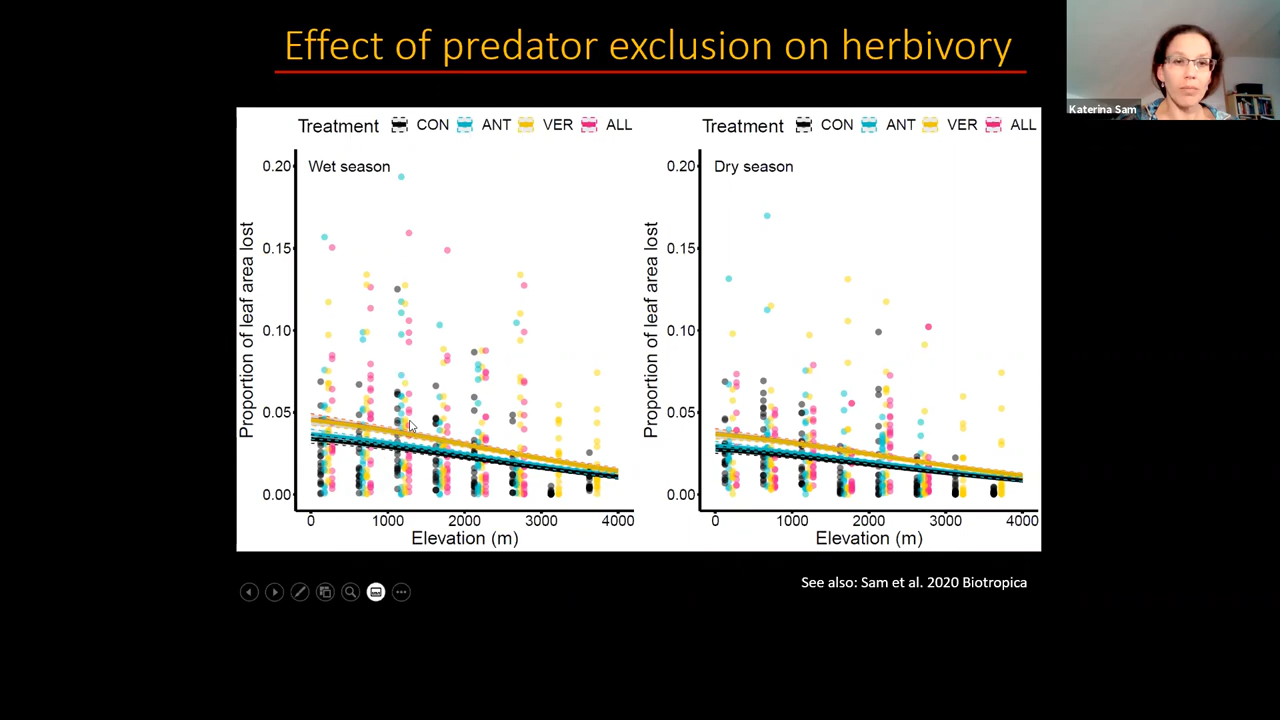 Effect of predator exclusion on herbivory
Katerina Sam
Treatment CON ANT VER ALL
Wet season
Proportion of leaf area lost
0.20
0.15
0.10
0.05
0.00
0 1000 2000 3000 4000
Elevation (m)
Treatment CON ANT VER ALL
Dry season
Proportion of leaf area lost
0.20
0.15
0.10
0.05
0.00
0 1000 2000 3000 4000
Elevation (m)
See also: Sam et al. 2020 Biotropica